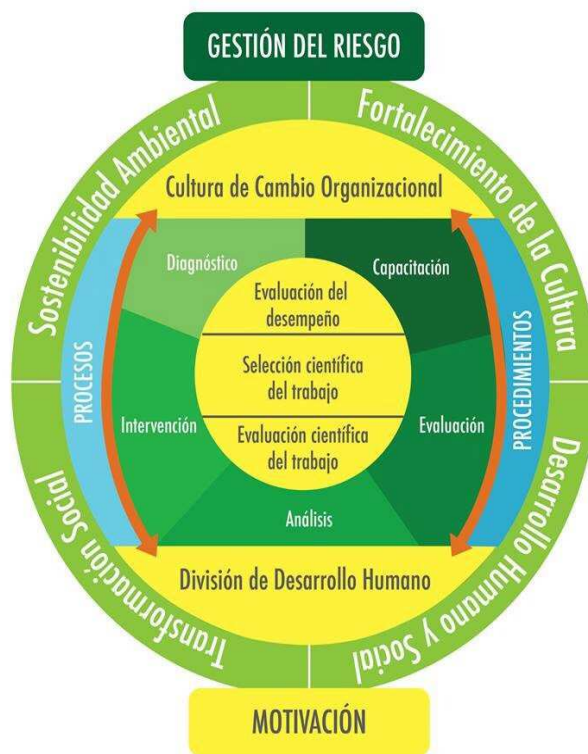 GESTIÓN DEL RIESGO
Sostenibilidad Ambiental
Fortalecimiento de la Cultura
Cultura de Cambio Organizacional
Diagnóstico
Capacitación
Evaluación del
desempeño
PROCESOS
PROCEDIMIENTOS
Selección científica
del trabajo
Intervención
Evaluación
Evaluación científica
del trabajo
Análisis
División de Desarrollo Humano
Transformación Social
Desarrollo Humano y Social
MOTIVACIÓN